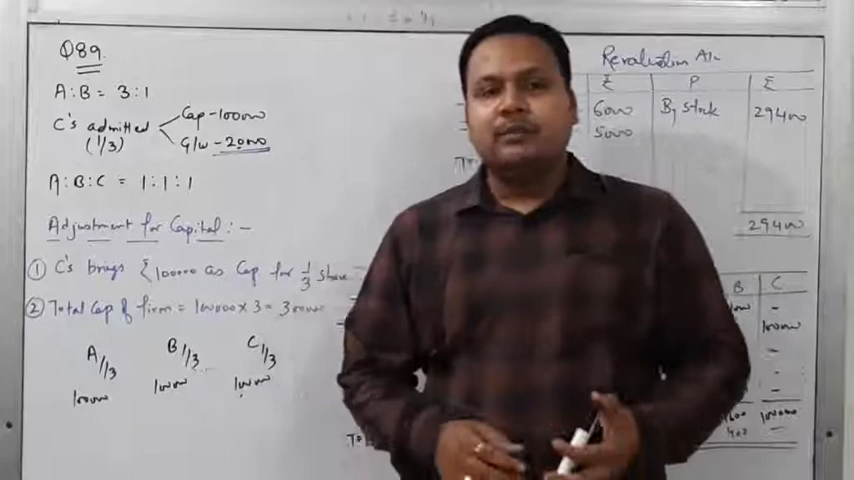 Q89.
A:B = 3:1
C's admitted Cap - 100000
(1/3) G/w - 20000
A:B:C = 1:1:1
Adjustment for Capital :-
① C's brings ₹100000 as Cap for 1/3 share
② Total Cap of firm = 100000 x 3 = 300000
A/1/3 B/1/3 C/1/3
100000 100000 100000
Revaluation A/c
₹ P ₹
6000 By Stock 29400
5000
29400
B C
-
100000
-
-
-
100000
400 -